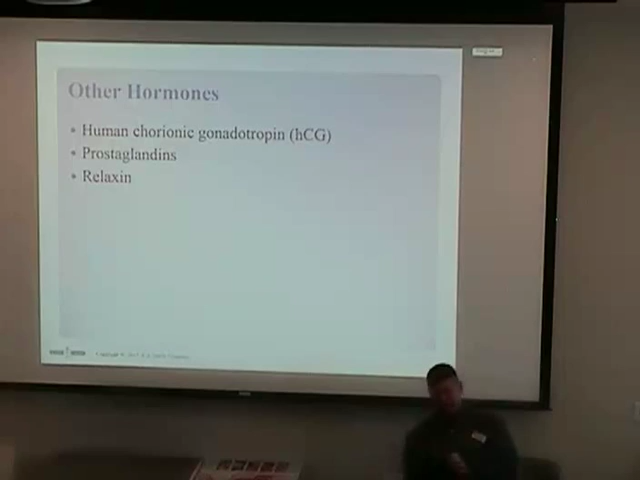 Other Hormones
• Human chorionic gonadotropin (hCG)
• Prostaglandins
• Relaxin